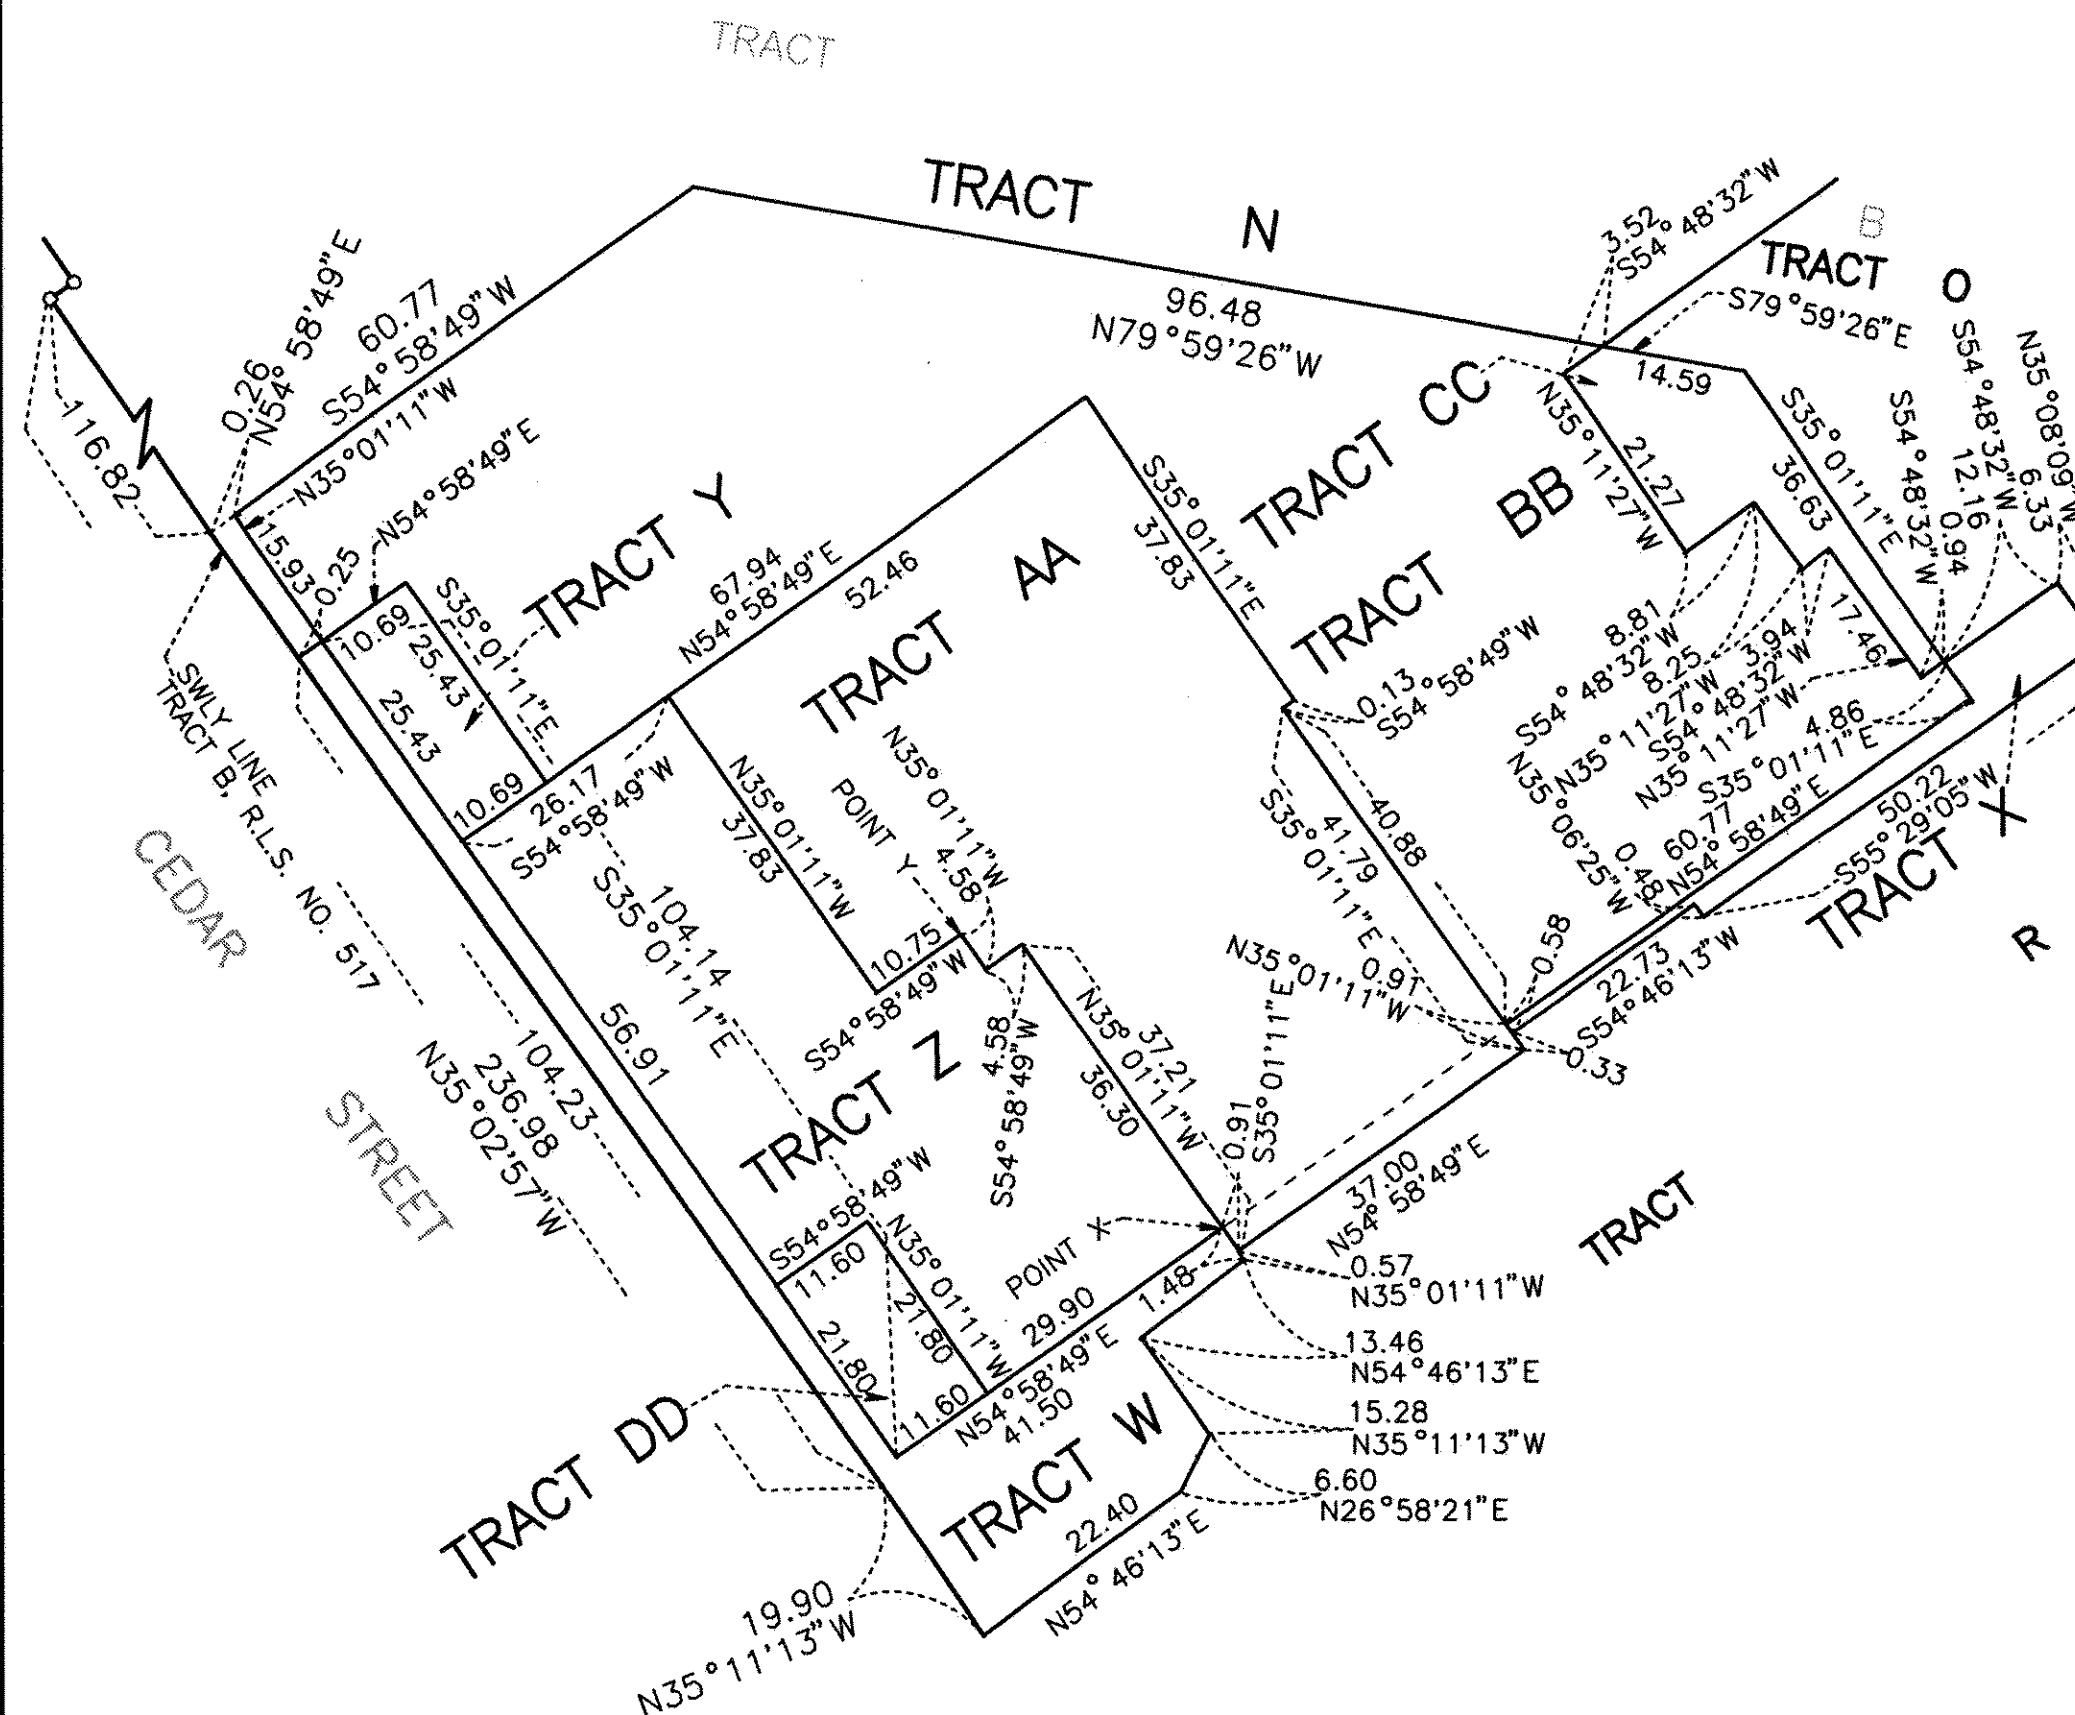 TRACT
TRACT N
96.48
N79°59'26"W
3.52
S54°48'32"W
B
TRACT O
S79°59'26"E
14.59
S54°48'32"W
12.16
N35°08'09"W
6.33
S54°48'32"W
0.94
S35°01'11"E
36.63
0.26
N54°58'49"E
60.77
S54°58'49"W
N35°01'11"W
N54°58'49"E
116.82
15.93
0.25
10.69
S35°01'11"E
25.43
25.43
10.69
TRACT Y
67.94
N54°58'49"E
52.46
26.17
S54°58'49"W
TRACT AA
S35°01'11"E
37.83
TRACT CC
TRACT BB
N35°11'27"W
21.27
0.13
S54°58'49"W
8.81
S54°48'32"W
8.25
N35°11'27"W
3.94
S54°48'32"W
17.46
N35°11'27"W
4.86
S35°01'11"E
60.77
N54°58'49"E
N35°06'25"W
0.48
50.22
S55°29'05"W
TRACT X
R
SWLY LINE
TRACT B, R.L.S. NO. 517
CEDAR
STREET
N35°01'11"W
37.83
POINT Y
N35°01'11"W
4.58
10.75
S54°58'49"W
4.58
S54°58'49"W
104.14
S35°01'11"E
56.91
104.23
236.98
N35°02'57"W
TRACT Z
37.21
N35°01'11"W
36.30
40.88
41.79
S35°01'11"E
0.91
N35°01'11"W
0.58
22.73
S54°46'13"W
0.33
0.91
S35°01'11"E
37.00
N54°58'49"E
TRACT
S54°58'49"W
11.60
N35°01'11"W
21.80
21.80
11.60
POINT X
29.90
1.48
N54°58'49"E
41.50
0.57
N35°01'11"W
13.46
N54°46'13"E
15.28
N35°11'13"W
6.60
N26°58'21"E
TRACT DD
TRACT W
22.40
N54°46'13"E
19.90
N35°11'13"W